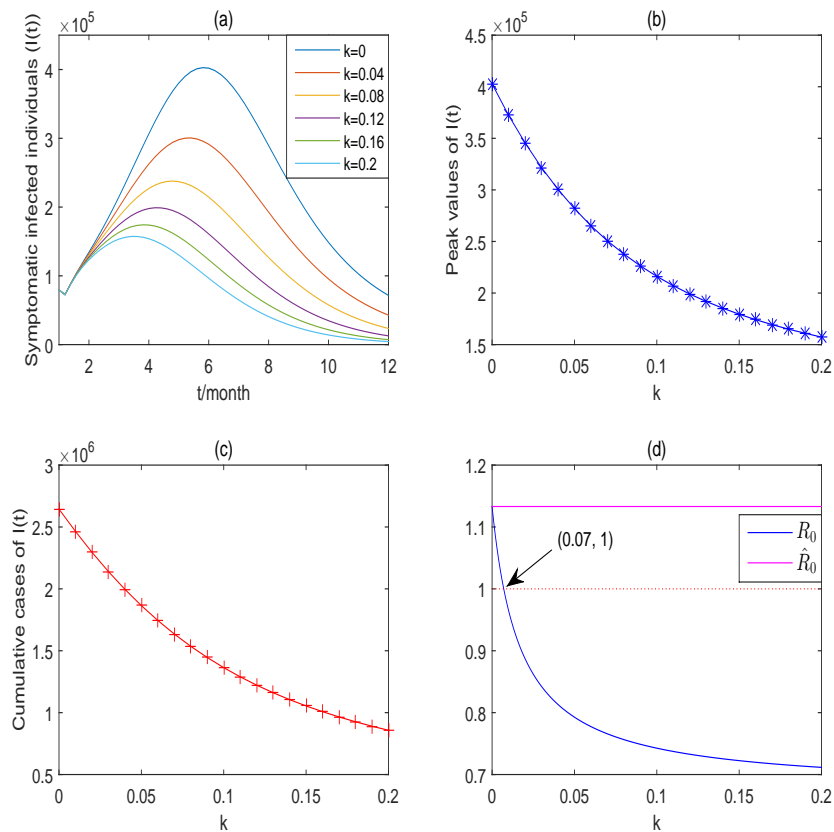 (a)
×10^5
Symptomatic infected individuals (I(t))
4
3
2
1
0
2 4 6 8 10 12
t/month
k=0
k=0.04
k=0.08
k=0.12
k=0.16
k=0.2
(b)
×10^5
Peak values of I(t)
4.5
4
3.5
3
2.5
2
1.5
0 0.05 0.1 0.15 0.2
k
(c)
×10^6
Cumulative cases of I(t)
3
2.5
2
1.5
1
0.5
0 0.05 0.1 0.15 0.2
k
(d)
1.2
1.1
1
0.9
0.8
0.7
0 0.05 0.1 0.15 0.2
k
(0.07, 1)
R₀
R̂₀